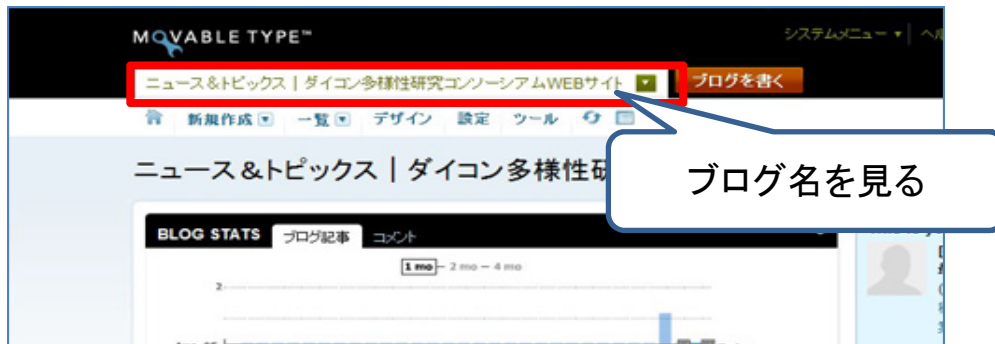 MOVABLE TYPE™
システムメニュー ▾ | ヘル
ニュース&トピックス | ダイコン多様性研究コンソーシアムWEBサイト
ブログを書く
新規作成 一覧 デザイン 設定 ツール
ニュース&トピックス | ダイコン多様性研
ブログ名を見る
BLOG STATS ブログ記事 コメント
1 mo – 2 mo – 4 mo
2